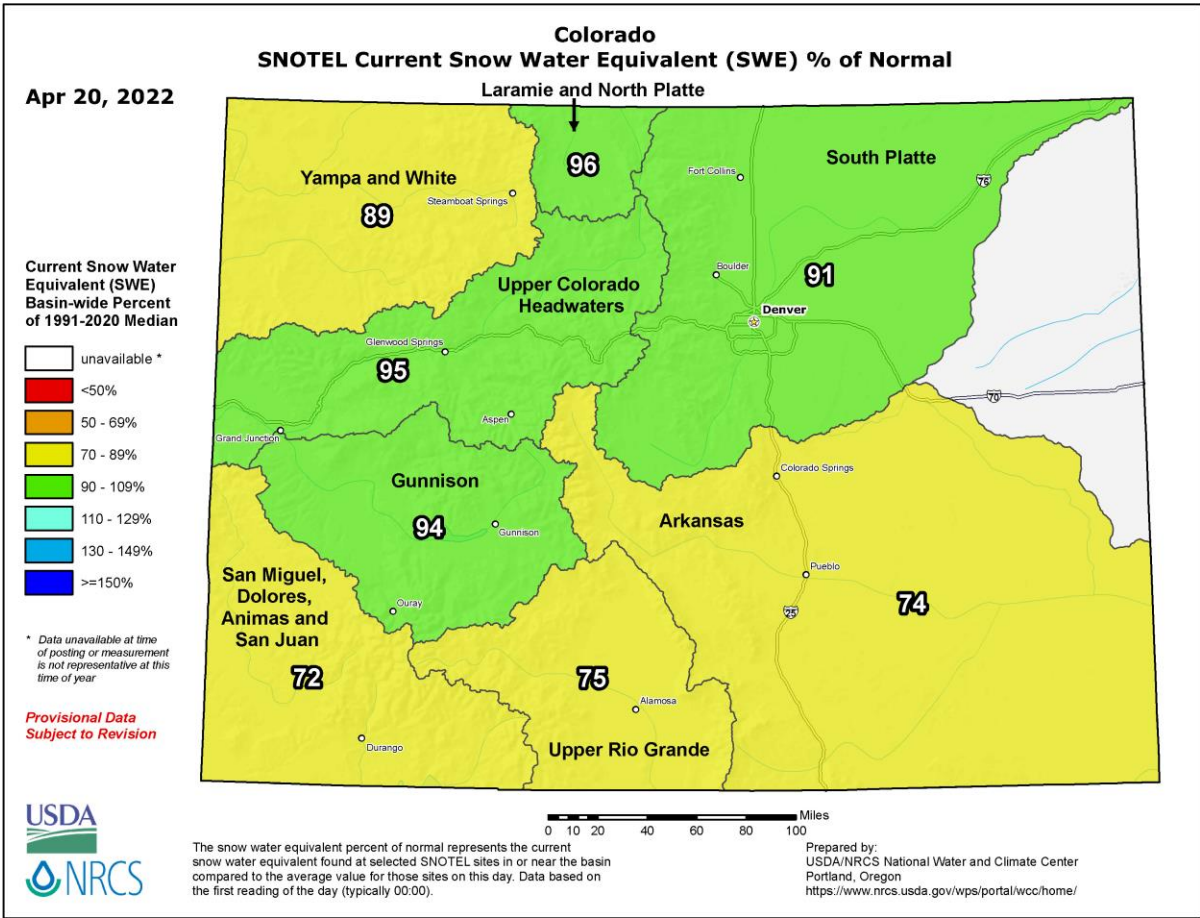 Colorado
SNOTEL Current Snow Water Equivalent (SWE) % of Normal
Apr 20, 2022
Laramie and North Platte
96
South Platte
Fort Collins
76
Yampa and White
Steamboat Springs
89
Current Snow Water
Equivalent (SWE)
Basin-wide Percent
of 1991-2020 Median
unavailable *
<50%
50 - 69%
70 - 89%
90 - 109%
110 - 129%
130 - 149%
>=150%
* Data unavailable at time
of posting or measurement
is not representative at this
time of year
Provisional Data
Subject to Revision
Upper Colorado
Headwaters
Boulder
91
Denver
Glenwood Springs
95
Aspen
70
Grand Junction
Gunnison
94
Gunnison
Colorado Springs
Arkansas
Pueblo
74
25
San Miguel,
Dolores,
Animas and
San Juan
Ouray
72
75
Alamosa
Durango
Upper Rio Grande
USDA
NRCS
Miles
0 10 20 40 60 80 100
The snow water equivalent percent of normal represents the current
snow water equivalent found at selected SNOTEL sites in or near the basin
compared to the average value for those sites on this day. Data based on
the first reading of the day (typically 00:00).
Prepared by:
USDA/NRCS National Water and Climate Center
Portland, Oregon
https://www.nrcs.usda.gov/wps/portal/wcc/home/